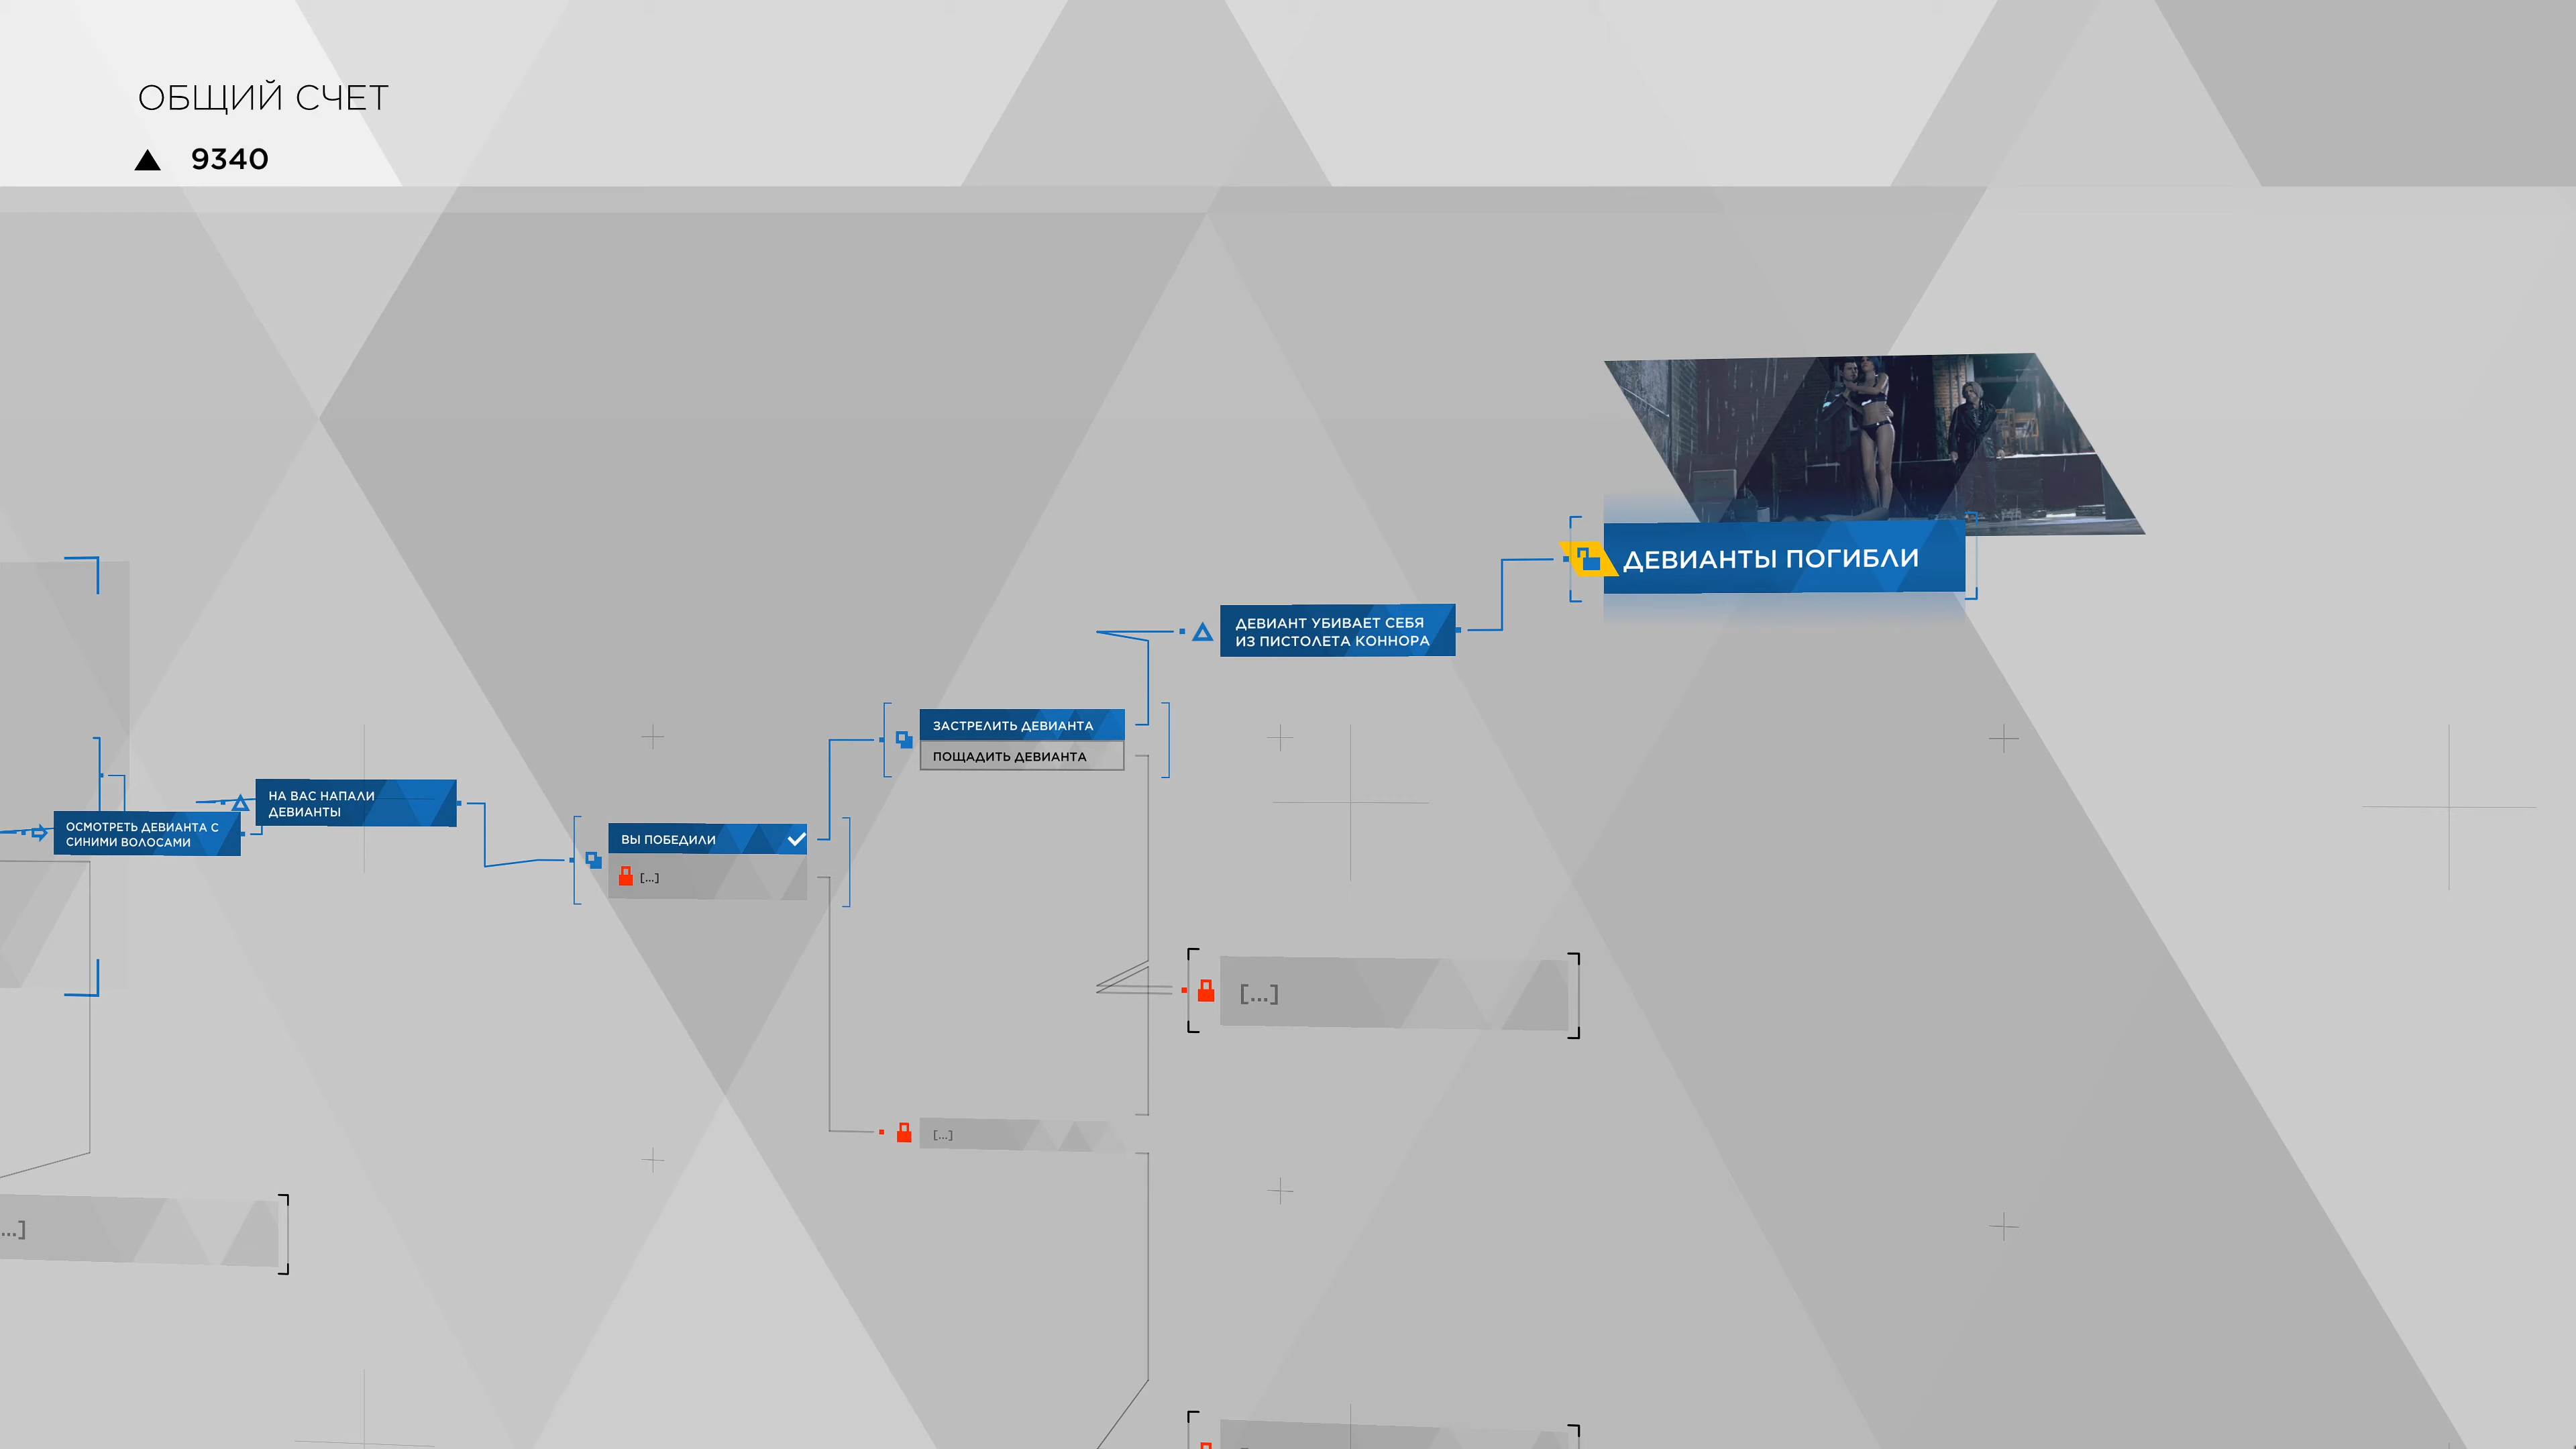 ОБЩИЙ СЧЕТ
9340
ДЕВИАНТЫ ПОГИБЛИ
ДЕВИАНТ УБИВАЕТ СЕБЯ
ИЗ ПИСТОЛЕТА КОННОРА
ЗАСТРЕЛИТЬ ДЕВИАНТА
ПОЩАДИТЬ ДЕВИАНТА
НА ВАС НАПАЛИ
ДЕВИАНТЫ
ОСМОТРЕТЬ ДЕВИАНТА С
СИНИМИ ВОЛОСАМИ
ВЫ ПОБЕДИЛИ
[...]
[...]
[...]
...]